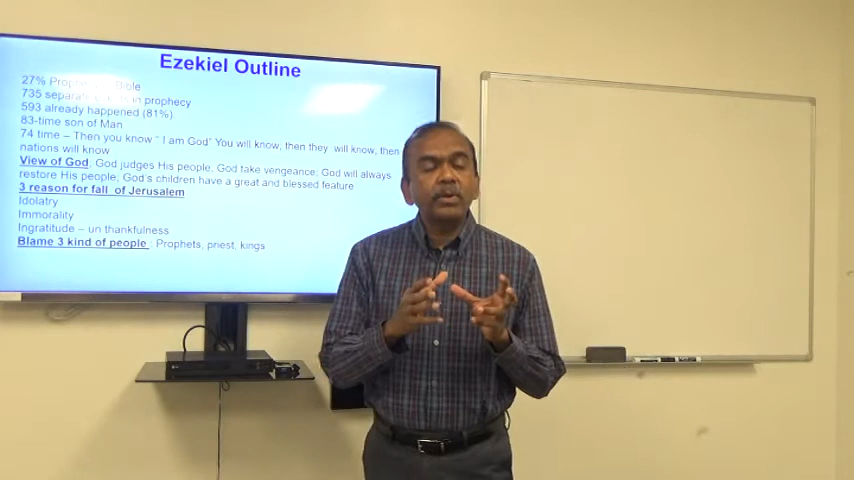 Ezekiel Outline
27% Bible
735 separate in prophecy
593 already happened (81%)
83-time son of Man
74 time – Then you know “ I am God” You will know, then they will know, then
nations will know
View of God: God judges His people, God take vengeance, God will always
restore His people, God's children have a great and blessed feature
3 reason for fall of Jerusalem
Idolatry
Immorality
Ingratitude – un thankfulness
Blame 3 kind of people : Prophets, priest, kings